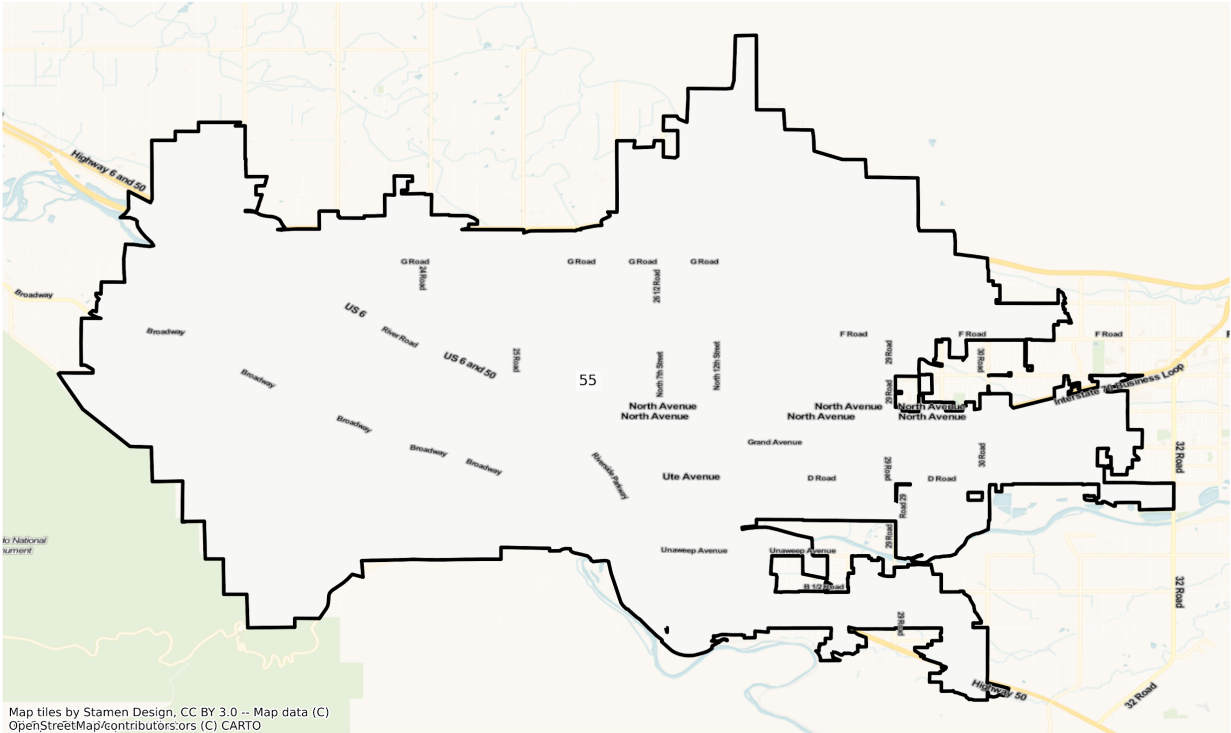 Highway 6 and 50
G Road
G Road
G Road
G Road
24 Road
26 1/2 Road
Broadway
US 6
Broadway
River Road
F Road
F Road
F Road
29 Road
US 6 and 50
25 Road
North 7th Street
North 12th Street
30 Road
Broadway
55
29 Road
Interstate 70 Business Loop
North Avenue
North Avenue
North Avenue
North Avenue
North Avenue
North Avenue
Broadway
Grand Avenue
Broadway
30 Road
32 Road
Broadway
Riverside Parkway
29 Road
Ute Avenue
D Road
D Road
29 Road
29 Road
do National
nument
Unaweep Avenue
Unaweep Avenue
B 1/2 Road
32 Road
29 Road
Highway 50
32 Road
Map tiles by Stamen Design, CC BY 3.0 -- Map data (C)
OpenStreetMap contributors (C) CARTO